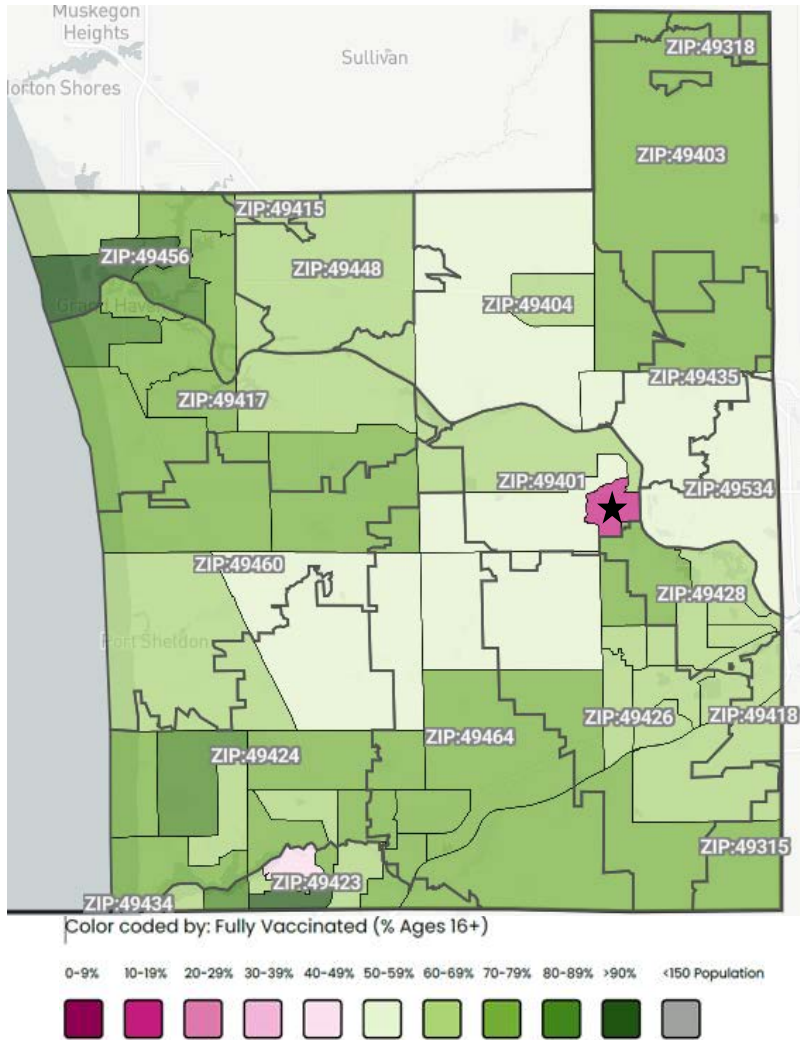 Muskegon
Heights
Sullivan
orton Shores
ZIP:49318
ZIP:49403
ZIP:49415
ZIP:49456
ZIP:49448
ZIP:49404
Grand Haven
ZIP:49435
ZIP:49417
ZIP:49401
ZIP:49534
ZIP:49460
ZIP:49428
Port Sheldon
ZIP:49426
ZIP:49418
ZIP:49464
ZIP:49424
ZIP:49315
ZIP:49423
ZIP:49434
Color coded by: Fully Vaccinated (% Ages 16+)
0-9% 10-19% 20-29% 30-39% 40-49% 50-59% 60-69% 70-79% 80-89% >90% <150 Population